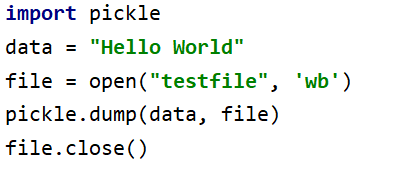 import pickle
data = "Hello World"
file = open("testfile", 'wb')
pickle.dump(data, file)
file.close()